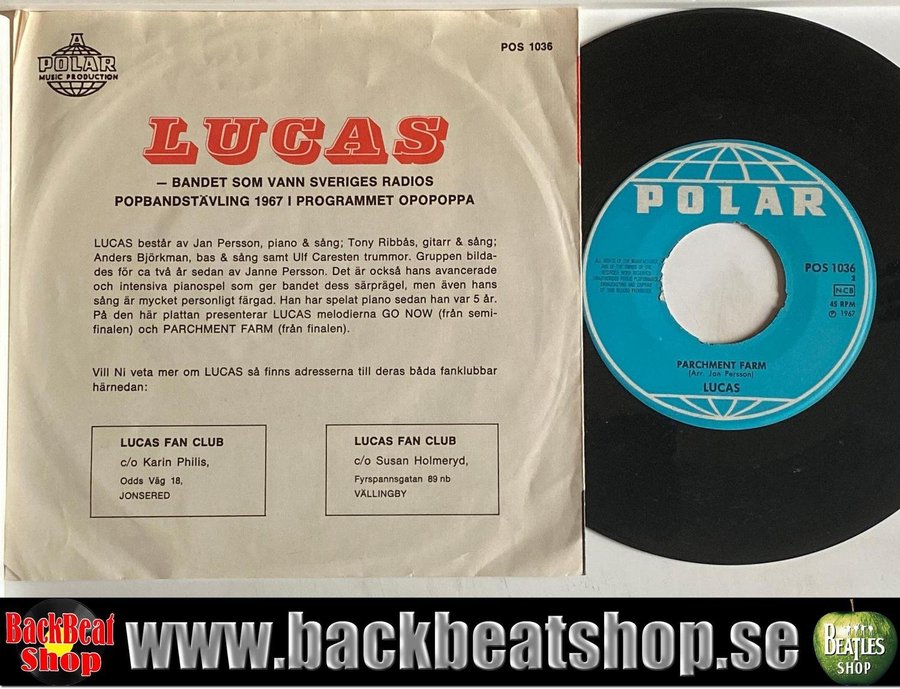 POLAR
MUSIC PRODUCTION
POS 1036
LUCAS
— BANDET SOM VANN SVERIGES RADIOS
POPBANDSTÄVLING 1967 I PROGRAMMET OPOPOPPA
LUCAS består av Jan Persson, piano & sång; Tony Ribbås, gitarr & sång;
Anders Björkman, bas & sång samt Ulf Caresten trummor. Gruppen bilda-
des för ca två år sedan av Janne Persson. Det är också hans avancerade
och intensiva pianospel som ger bandet dess särprägel, men även hans
sång är mycket personligt färgad. Han har spelat piano sedan han var 5 år.
På den här plattan presenterar LUCAS melodierna GO NOW (från semi-
finalen) och PARCHMENT FARM (från finalen).
Vill Ni veta mer om LUCAS så finns adresserna till deras båda fanklubbar
härnedan:
LUCAS FAN CLUB
c/o Karin Philis,
Odds Väg 18,
JONSERED
LUCAS FAN CLUB
c/o Susan Holmeryd,
Fyrspannsgatan 89 nb
VÄLLINGBY
POLAR
POS 1036
2
NCB
45 RPM
℗ 1967
PARCHMENT FARM
(Arr. Jan Persson)
LUCAS
BackBeat
Shop
www.backbeatshop.se
BEATLES
SHOP